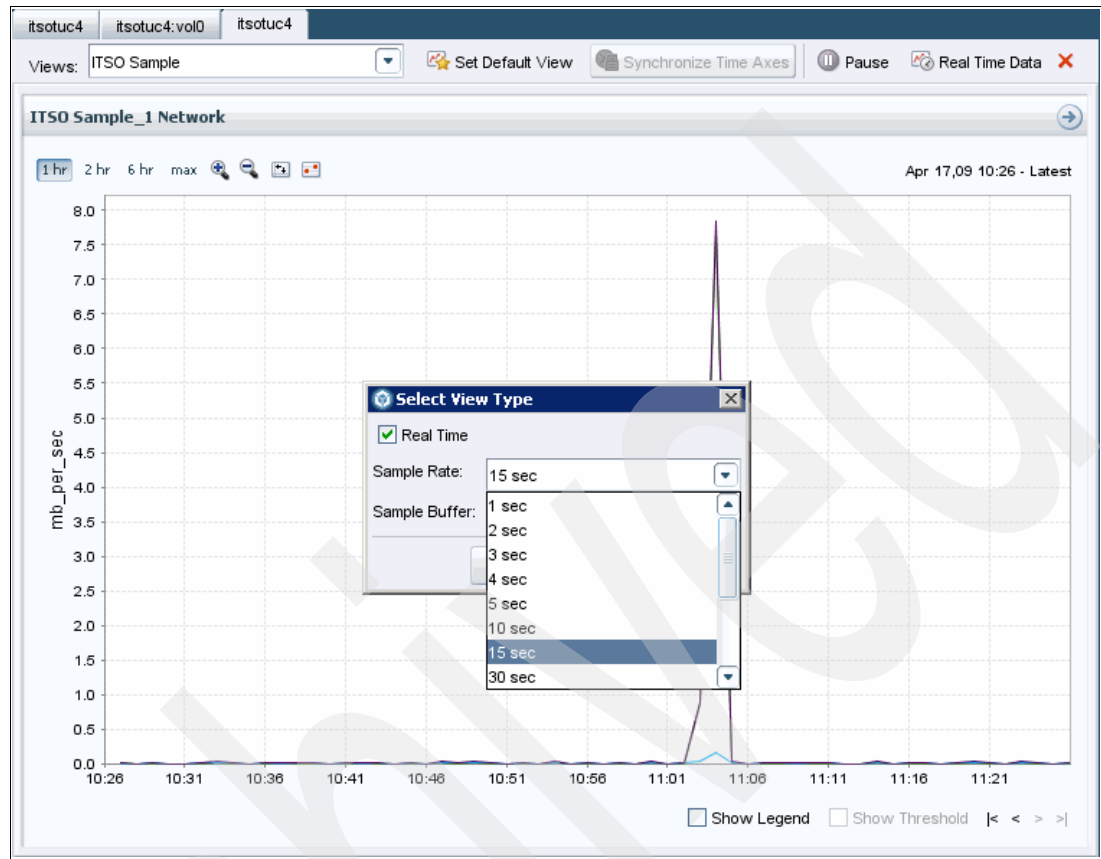 itsotuc4 itsotuc4:vol0 itsotuc4
Views: ITSO Sample Set Default View Synchronize Time Axes Pause Real Time Data
ITSO Sample_1 Network
1 hr 2 hr 6 hr max Apr 17,09 10:26 - Latest
8.0
7.5
7.0
6.5
6.0
5.5
5.0
4.5
4.0
3.5
3.0
2.5
2.0
1.5
1.0
0.5
0.0
mb_per_sec
Select View Type
Real Time
Sample Rate: 15 sec
Sample Buffer:
1 sec
2 sec
3 sec
4 sec
5 sec
10 sec
15 sec
30 sec
10:26 10:31 10:36 10:41 10:46 10:51 10:56 11:01 11:06 11:11 11:16 11:21
Show Legend Show Threshold |< < > >|